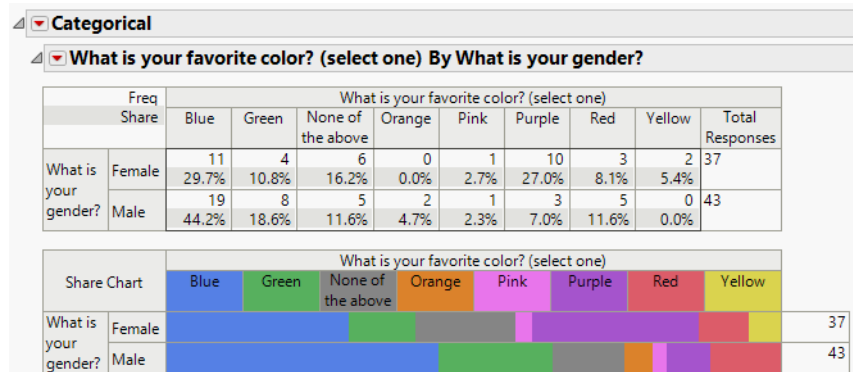 Categorical
What is your favorite color? (select one) By What is your gender?
Freq What is your favorite color? (select one)
Share Blue Green None of the above Orange Pink Purple Red Yellow Total Responses
What is your gender? Female 11 4 6 0 1 10 3 2 37
29.7% 10.8% 16.2% 0.0% 2.7% 27.0% 8.1% 5.4%
Male 19 8 5 2 1 3 5 0 43
44.2% 18.6% 11.6% 4.7% 2.3% 7.0% 11.6% 0.0%
Share Chart What is your favorite color? (select one)
Blue Green None of the above Orange Pink Purple Red Yellow
What is your gender? Female 37
Male 43